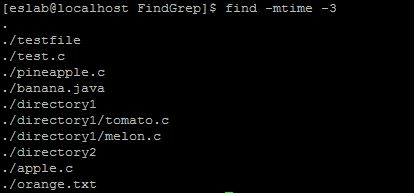 [eslab@localhost FindGrep]$ find -mtime -3
.
./testfile
./test.c
./pineapple.c
./banana.java
./directory1
./directory1/tomato.c
./directory1/melon.c
./directory2
./apple.c
./orange.txt